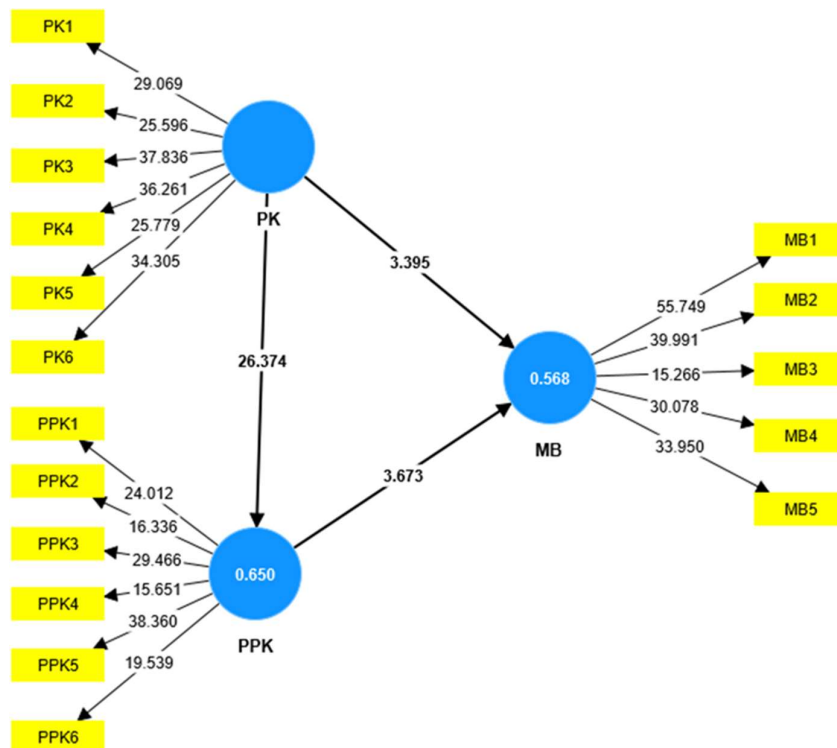 PK1
29.069
PK2
25.596
PK3
37.836
PK4
36.261
PK5
25.779
PK6
34.305
PK
3.395
26.374
MB1
55.749
MB2
39.991
MB3
15.266
MB4
30.078
MB5
33.950
0.568
MB
PPK1
24.012
PPK2
16.336
PPK3
29.466
PPK4
15.651
PPK5
38.360
PPK6
19.539
0.650
PPK
3.673